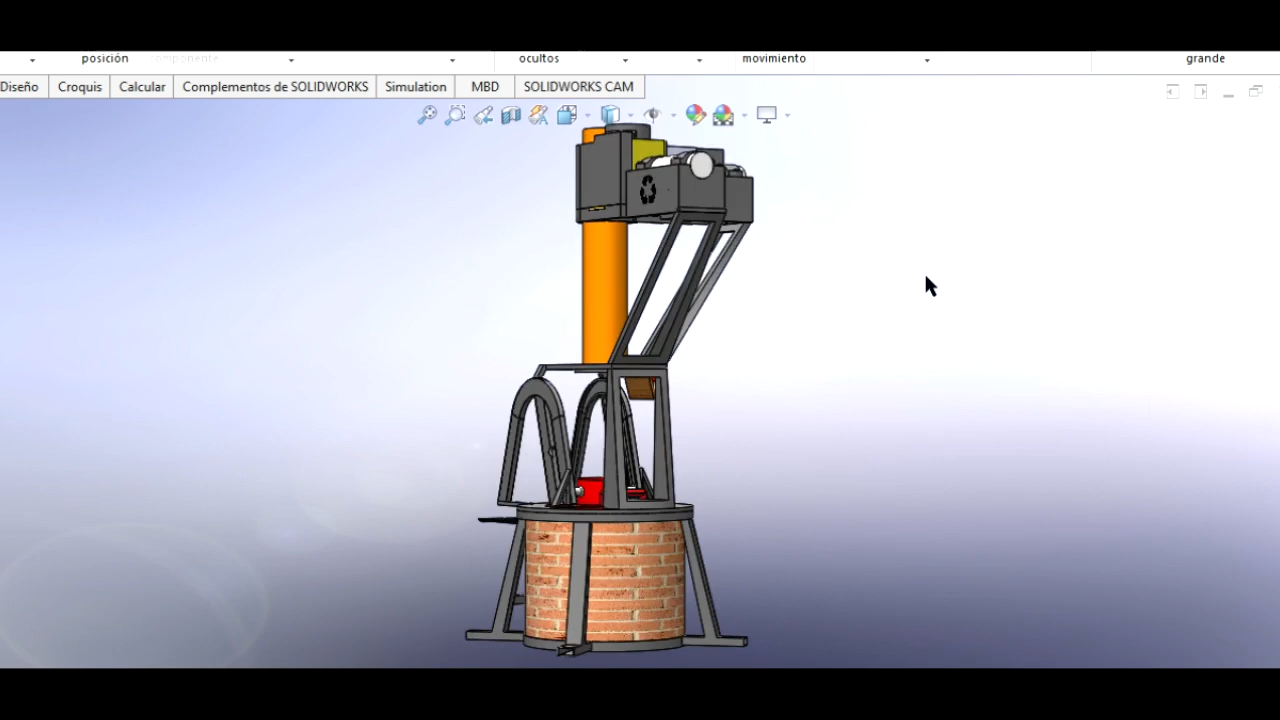 posición componente ocultos movimiento grande
Diseño Croquis Calcular Complementos de SOLIDWORKS Simulation MBD SOLIDWORKS CAM